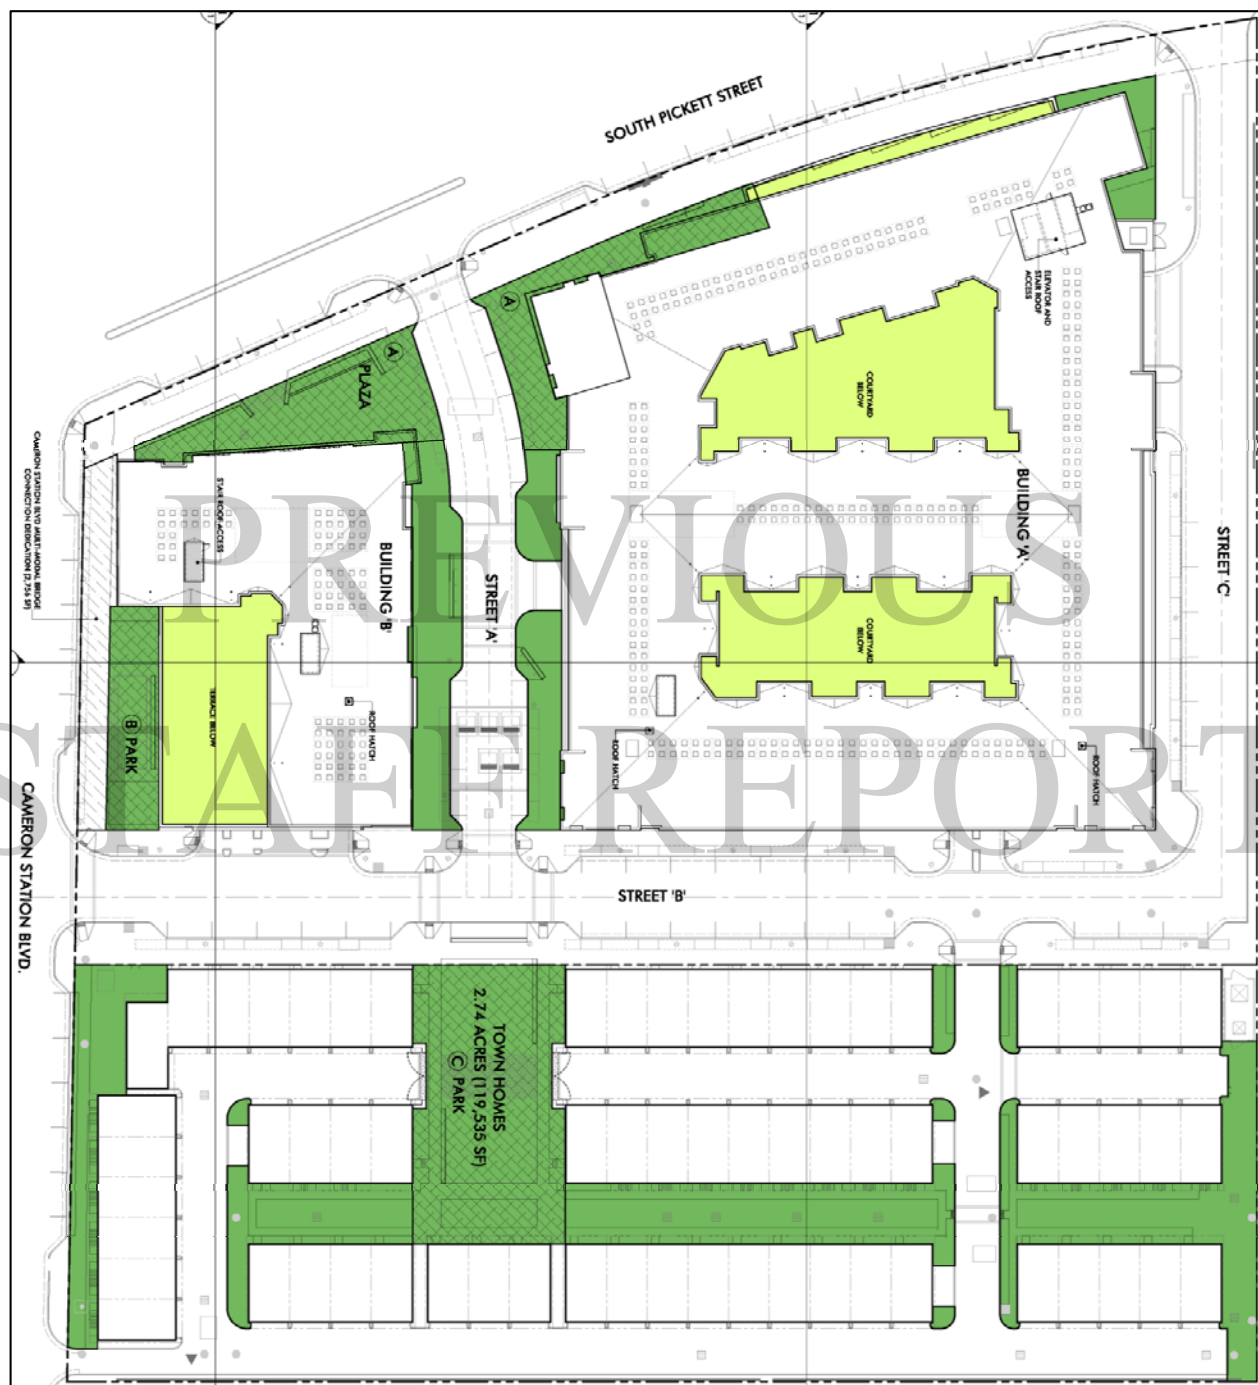 SOUTH PICKETT STREET
STREET 'C'
ELEVATOR AND
STAIR ROOF
ACCESS
COURTYARD
BELOW
BUILDING 'A'
COURTYARD
BELOW
ROOF HATCH
ROOF HATCH
A
A
PLAZA
STREET 'A'
STAIR ROOF ACCESS
BUILDING 'B'
ROOF HATCH
TERRACE BELOW
B PARK
CAMERON STATION BLVD MULTI-MODAL BRIDGE
CONNECTION DEDICATION (2,756 SF)
CAMERON STATION BLVD.
STREET 'B'
TOWN HOMES
2.74 ACRES (119,535 SF)
C PARK
PREVIOUS
STAFF REPORT